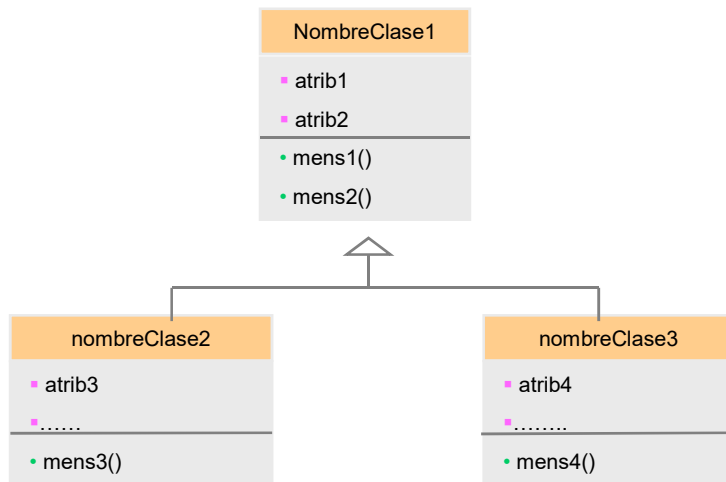 NombreClase1
atrib1
atrib2
mens1()
mens2()
nombreClase2
atrib3
......
mens3()
nombreClase3
atrib4
........
mens4()